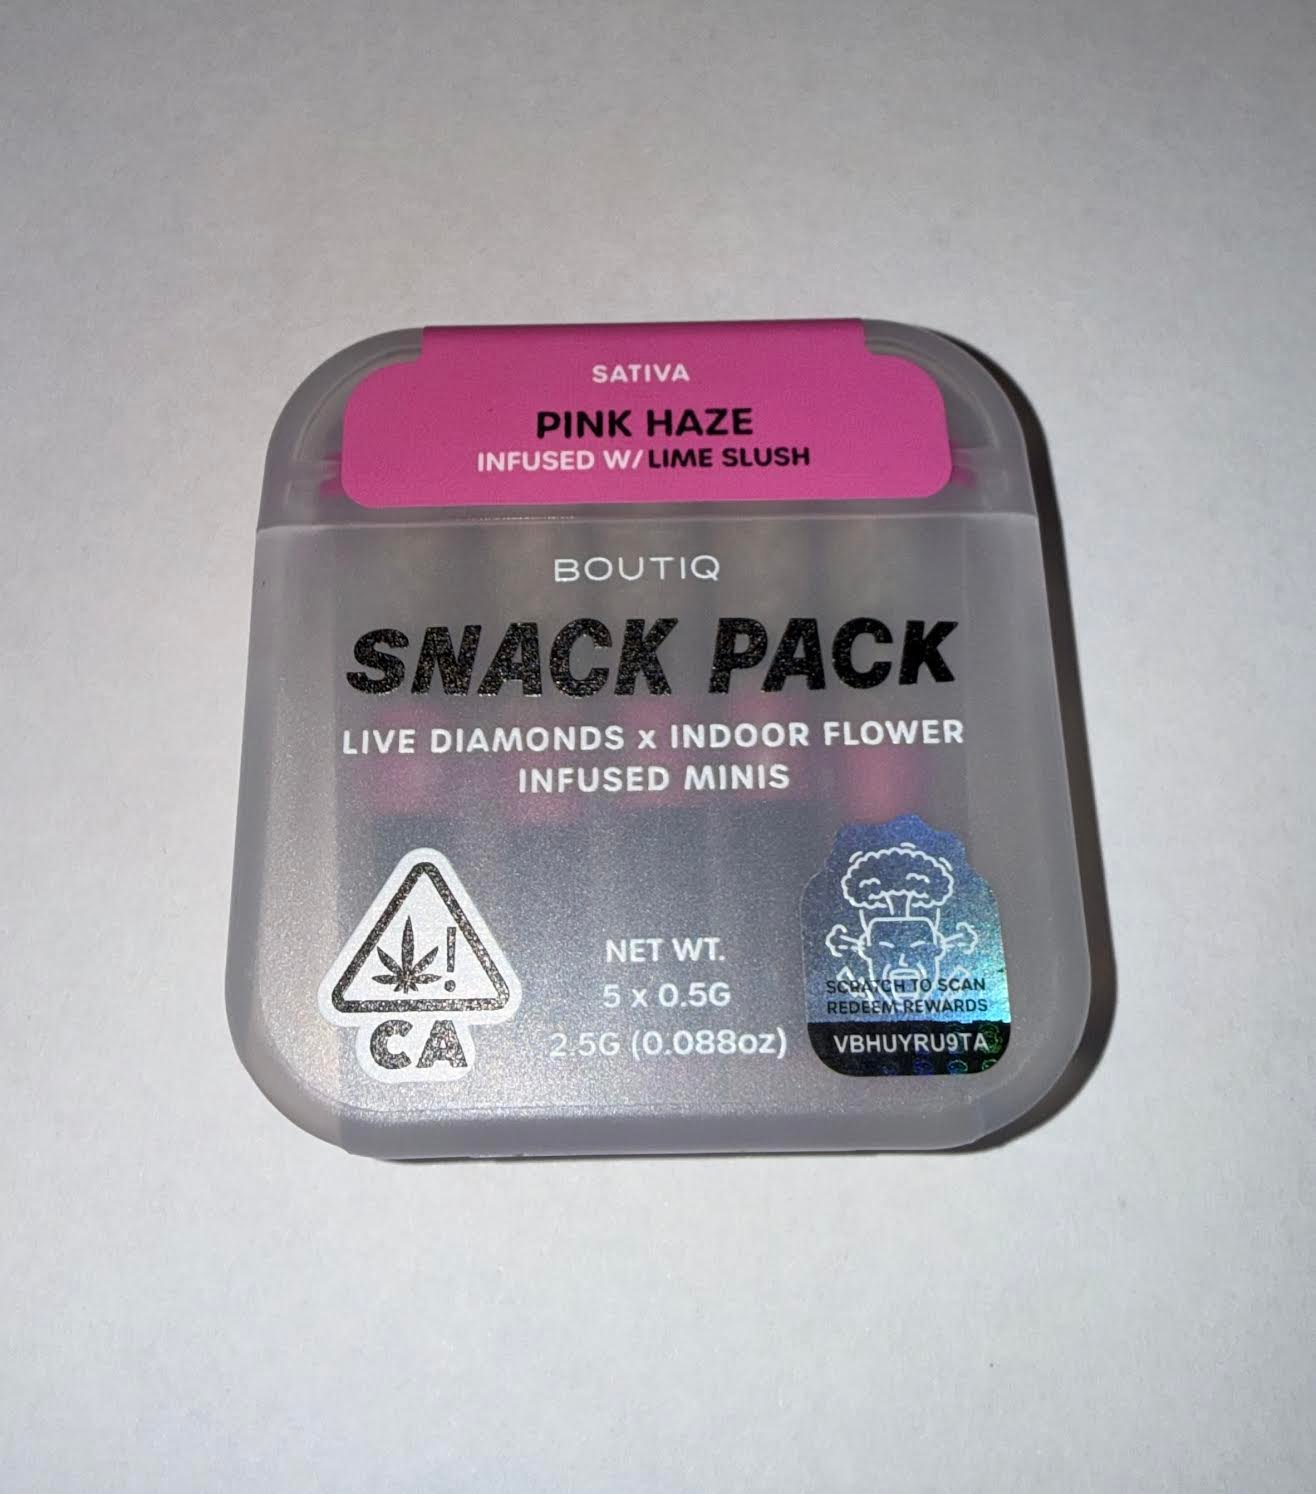 SATIVA
PINK HAZE
INFUSED W/LIME SLUSH
BOUTIQ
SNACK PACK
LIVE DIAMONDS x INDOOR FLOWER
INFUSED MINIS
!
CA
NET WT.
5 x 0.5G
2.5G (0.088oz)
SCRATCH TO SCAN
REDEEM REWARDS
VBHUYRU9TA